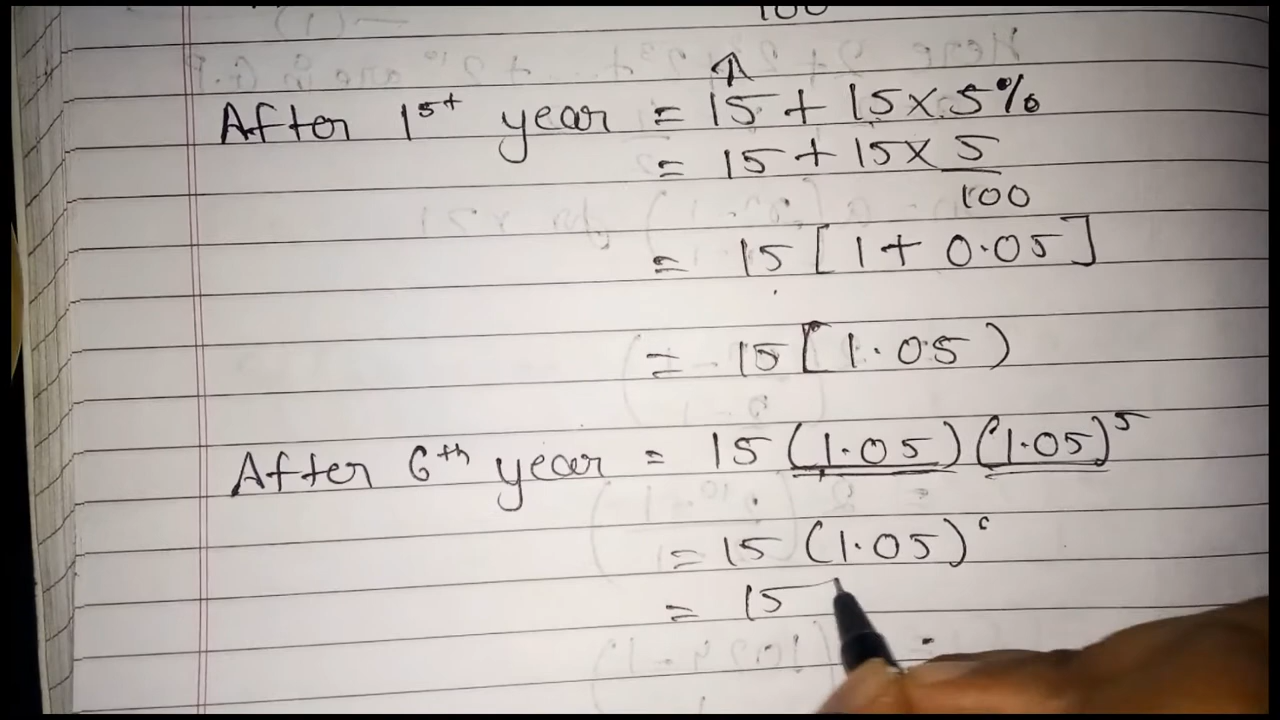 100
After 1st year = 15 + 15 × 5%
= 15 + 15 × 5/100
= 15 [1 + 0.05]
= 15 [1.05)
After 6th year = 15 (1.05) (1.05)^5
= 15 (1.05)^6
= 15